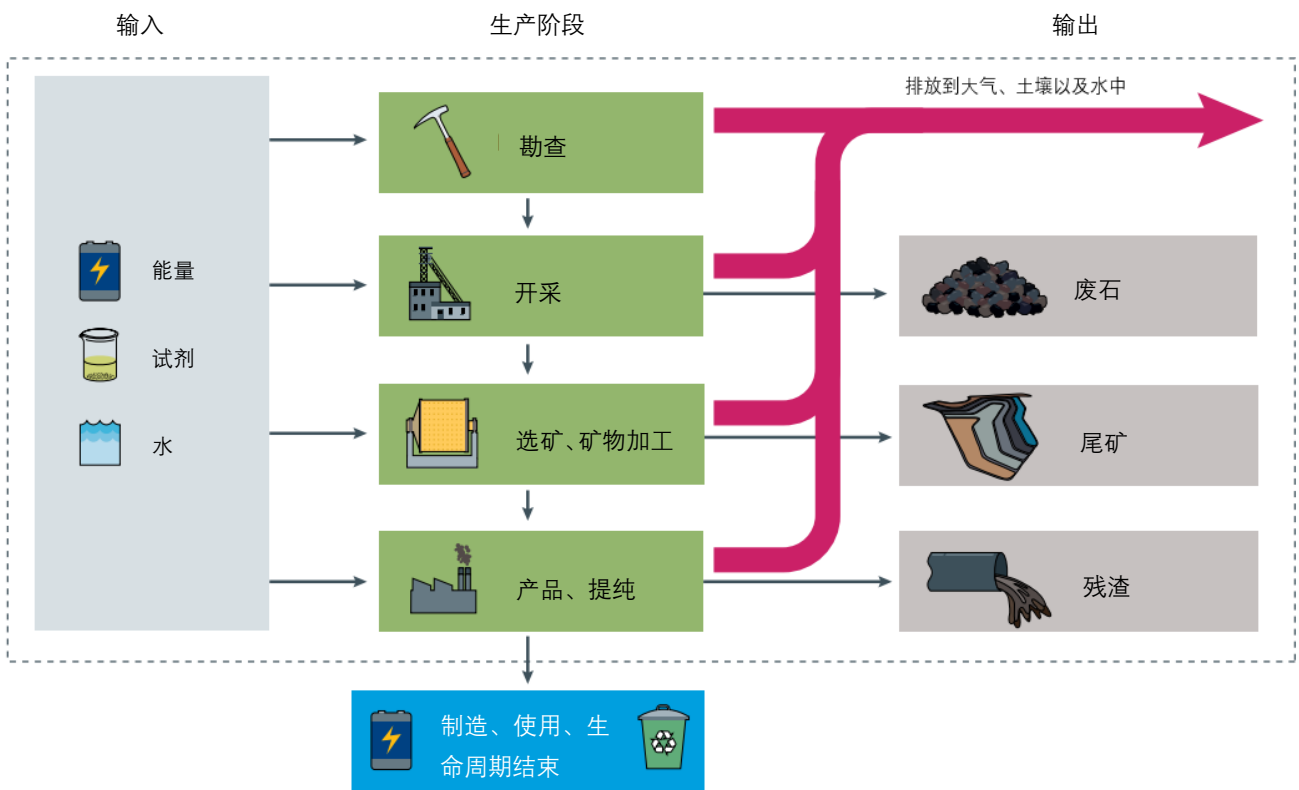 输入
生产阶段
输出
排放到大气、土壤以及水中
勘查
能量
开采
废石
试剂
水
选矿、矿物加工
尾矿
产品、提纯
残渣
制造、使用、生
命周期结束